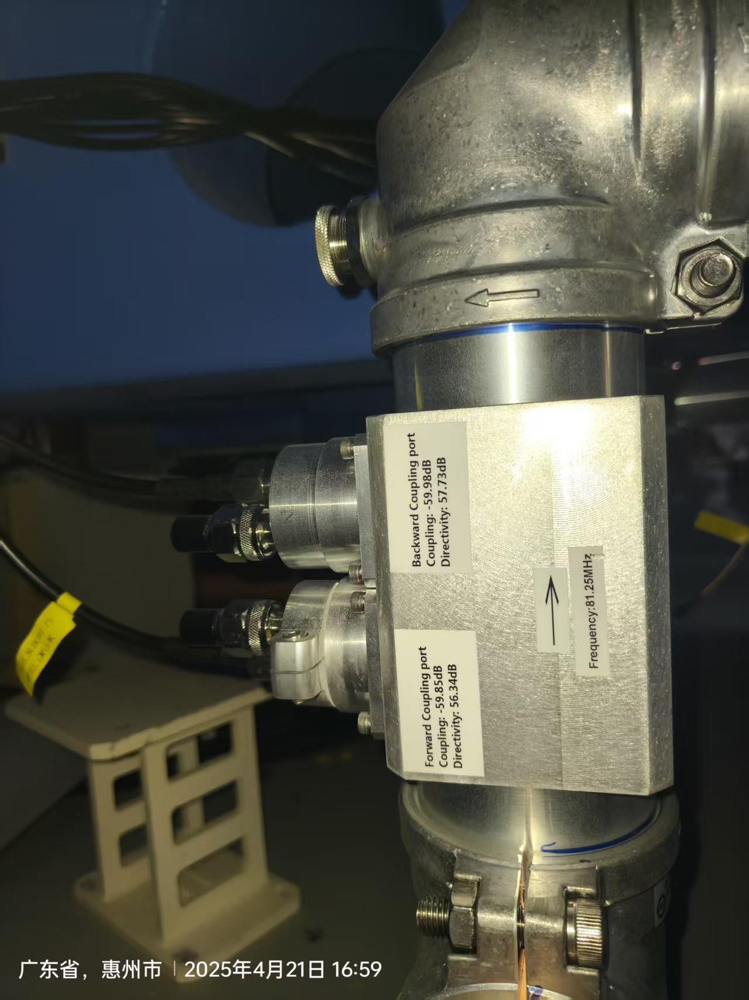 Backward Coupling port
Coupling: -59.98dB
Directivity: 57.73dB
Forward Coupling port
Coupling: -59.85dB
Directivity: 56.34dB
Frequency:81.25MHz
广东省，惠州市 | 2025年4月21日 16:59